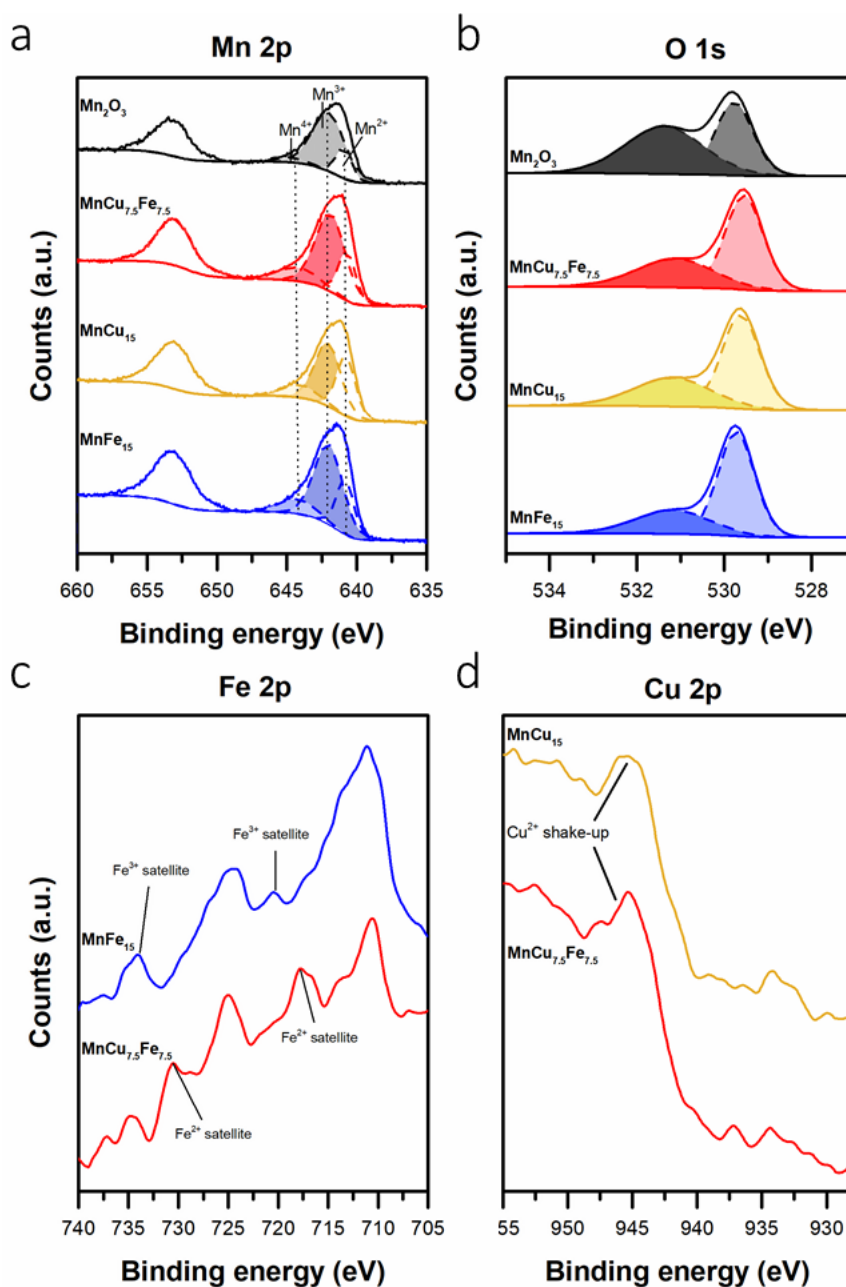 a
Mn 2p
Mn₂O₃
Mn⁴⁺
Mn³⁺
Mn²⁺
MnCu₇.₅Fe₇.₅
MnCu₁₅
MnFe₁₅
Counts (a.u.)
660 655 650 645 640 635
Binding energy (eV)
b
O 1s
Mn₂O₃
MnCu₇.₅Fe₇.₅
MnCu₁₅
MnFe₁₅
Counts (a.u.)
534 532 530 528
Binding energy (eV)
c
Fe 2p
Fe³⁺ satellite
Fe³⁺ satellite
MnFe₁₅
Fe²⁺ satellite
MnCu₇.₅Fe₇.₅
Fe²⁺ satellite
Counts (a.u.)
740 735 730 725 720 715 710 705
Binding energy (eV)
d
Cu 2p
MnCu₁₅
Cu²⁺ shake-up
MnCu₇.₅Fe₇.₅
Counts (a.u.)
55 950 945 940 935 930
Binding energy (eV)